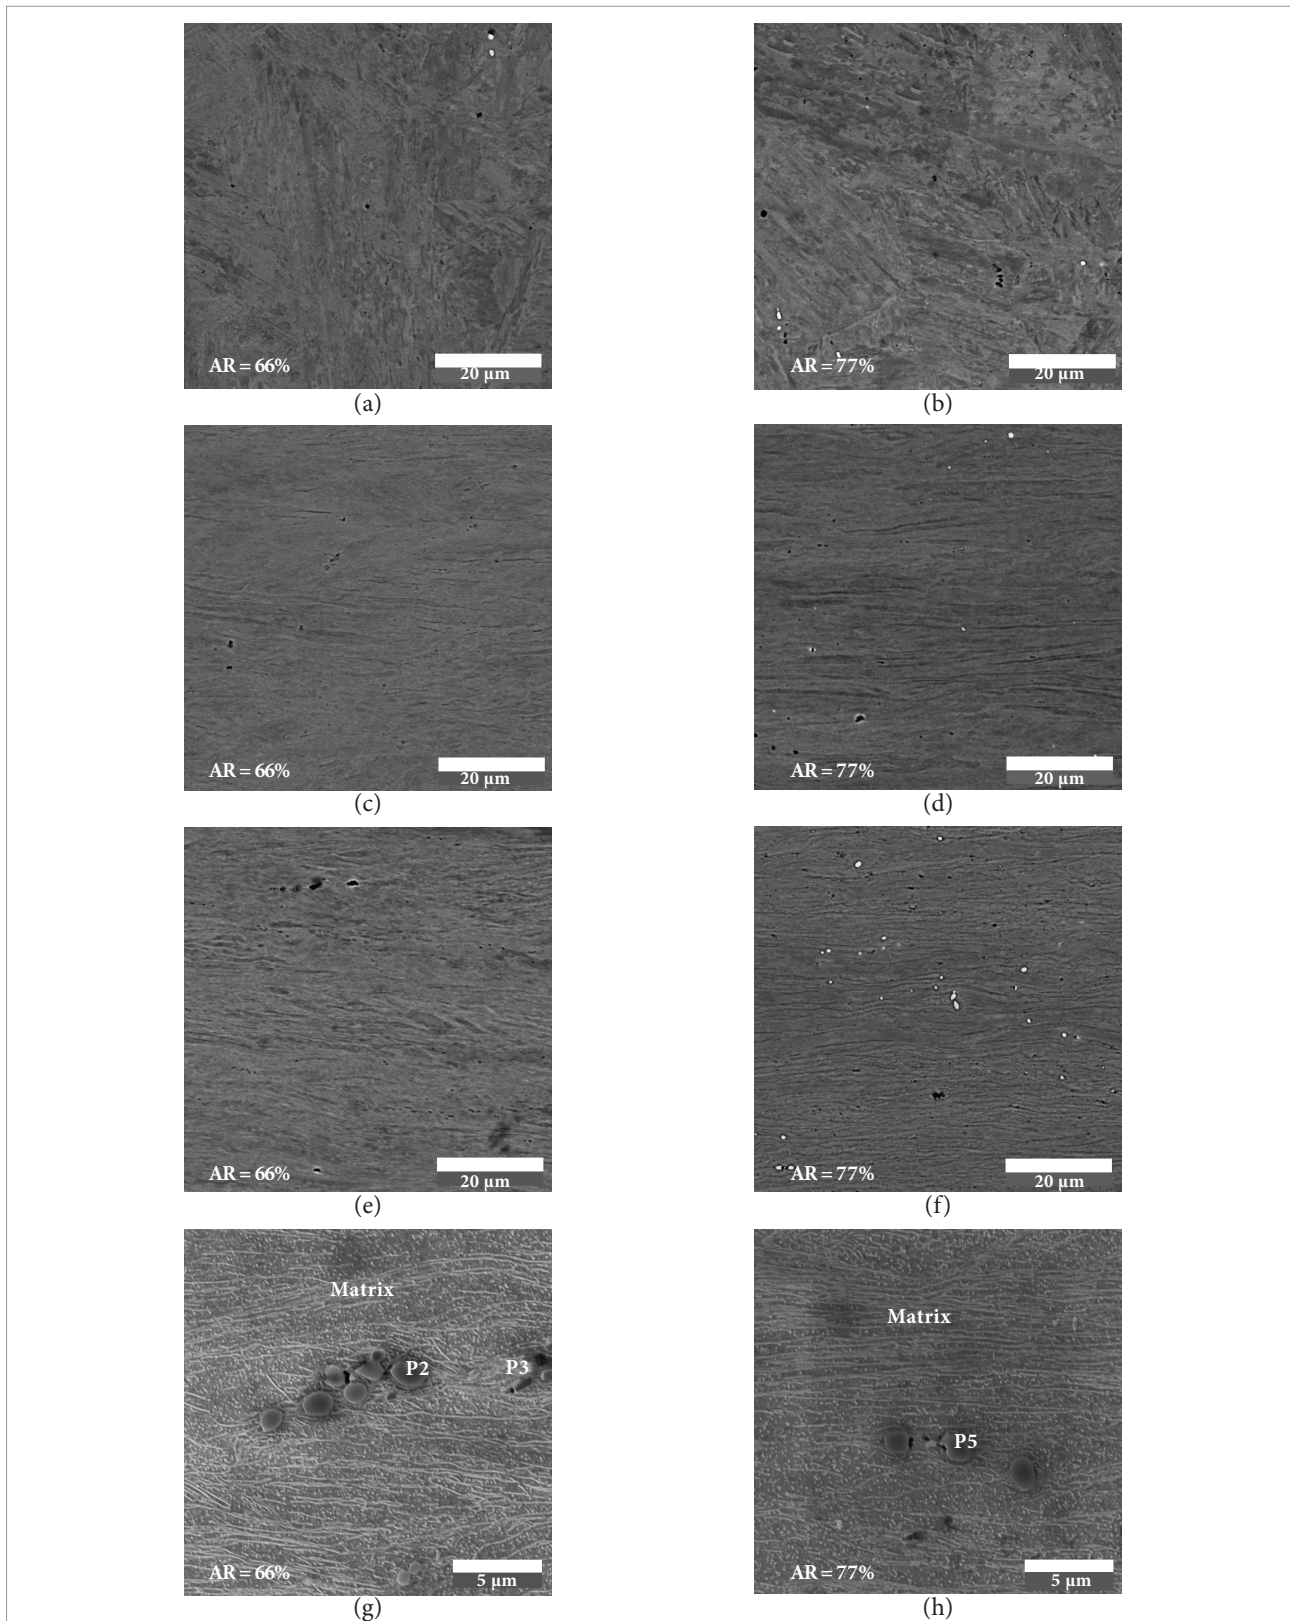 AR = 66%
20 μm
(a)
AR = 77%
20 μm
(b)
AR = 66%
20 μm
(c)
AR = 77%
20 μm
(d)
AR = 66%
20 μm
(e)
AR = 77%
20 μm
(f)
Matrix
P2
P3
AR = 66%
5 μm
(g)
Matrix
P5
AR = 77%
5 μm
(h)